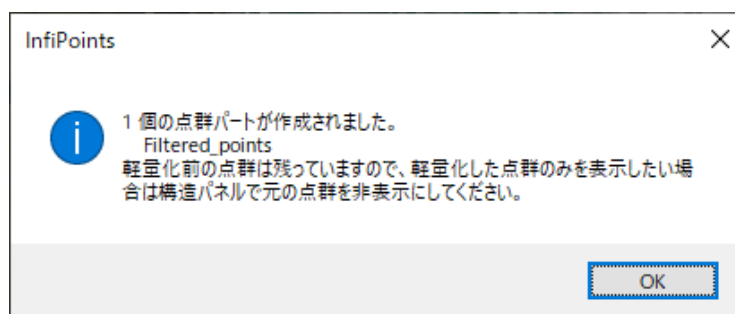 InfiPoints
1 個の点群パートが作成されました。
Filtered_points
軽量化前の点群は残っていますので、軽量化した点群のみを表示したい場
合は構造パネルで元の点群を非表示にしてください。
OK